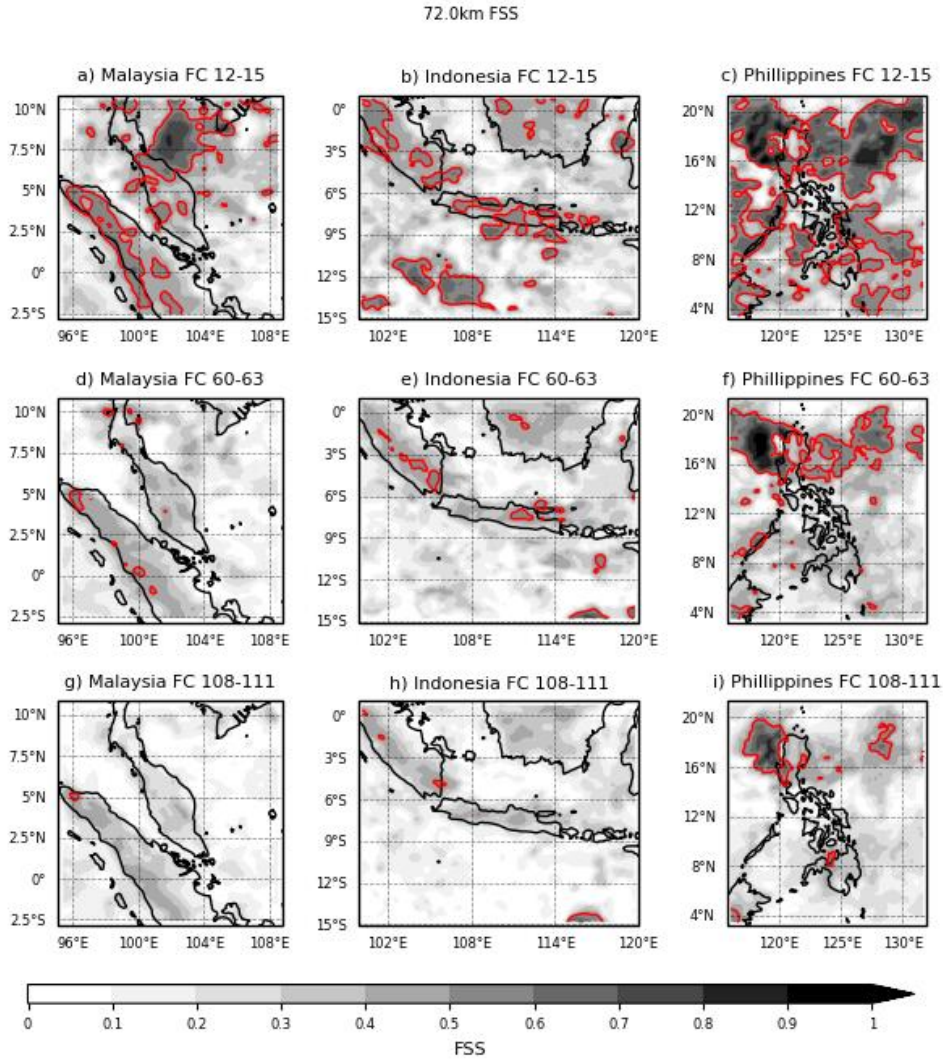 72.0km FSS
a) Malaysia FC 12-15
b) Indonesia FC 12-15
c) Phillippines FC 12-15
10°N
7.5°N
5°N
2.5°N
0°
2.5°S
96°E 100°E 104°E 108°E
0°
3°S
6°S
9°S
12°S
15°S
102°E 108°E 114°E 120°E
20°N
16°N
12°N
8°N
4°N
120°E 125°E 130°E
d) Malaysia FC 60-63
e) Indonesia FC 60-63
f) Phillippines FC 60-63
10°N
7.5°N
5°N
2.5°N
0°
2.5°S
96°E 100°E 104°E 108°E
0°
3°S
6°S
9°S
12°S
15°S
102°E 108°E 114°E 120°E
20°N
16°N
12°N
8°N
4°N
120°E 125°E 130°E
g) Malaysia FC 108-111
h) Indonesia FC 108-111
i) Phillippines FC 108-111
10°N
7.5°N
5°N
2.5°N
0°
2.5°S
96°E 100°E 104°E 108°E
0°
3°S
6°S
9°S
12°S
15°S
102°E 108°E 114°E 120°E
20°N
16°N
12°N
8°N
4°N
120°E 125°E 130°E
0 0.1 0.2 0.3 0.4 0.5 0.6 0.7 0.8 0.9 1
FSS